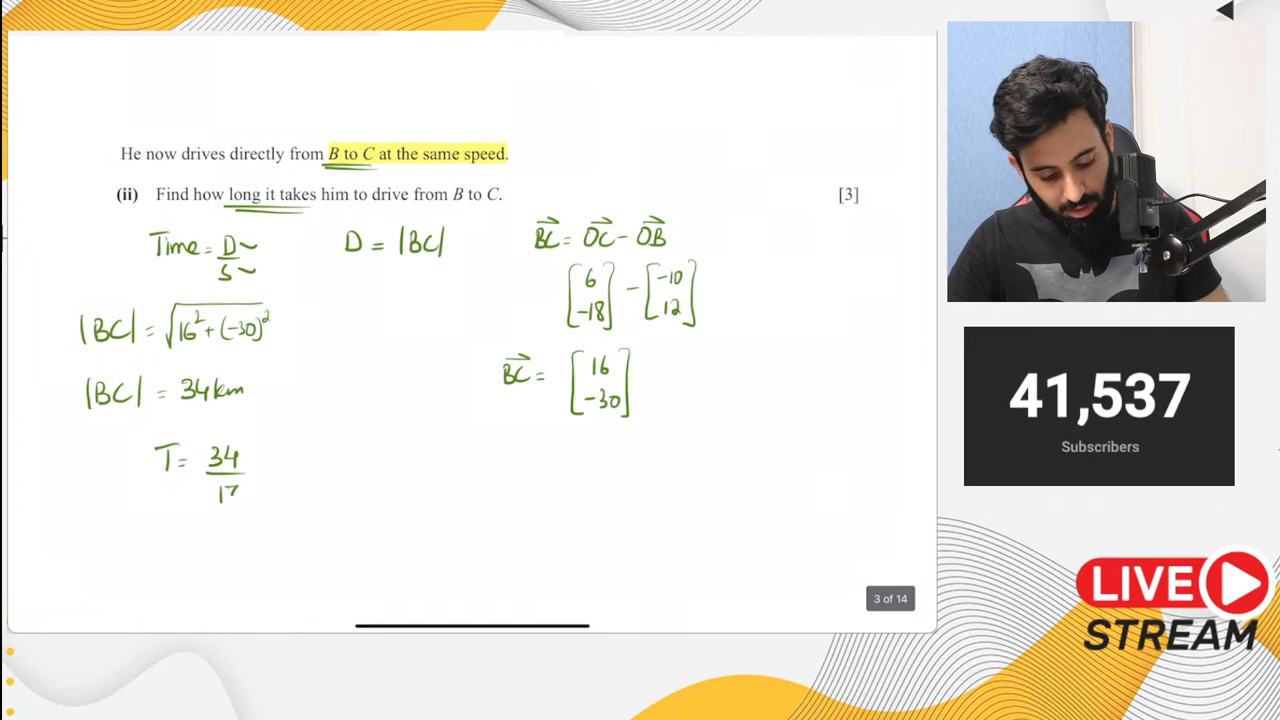 He now drives directly from B to C at the same speed.
(ii) Find how long it takes him to drive from B to C. [3]
Time = D/S
D = |BC|
BC = OC - OB
[6 -18] - [-10 12]
|BC| = √16² + (-30)²
BC = [16 -30]
|BC| = 34 km
T = 34/17
3 of 14
41,537
Subscribers
LIVE
STREAM